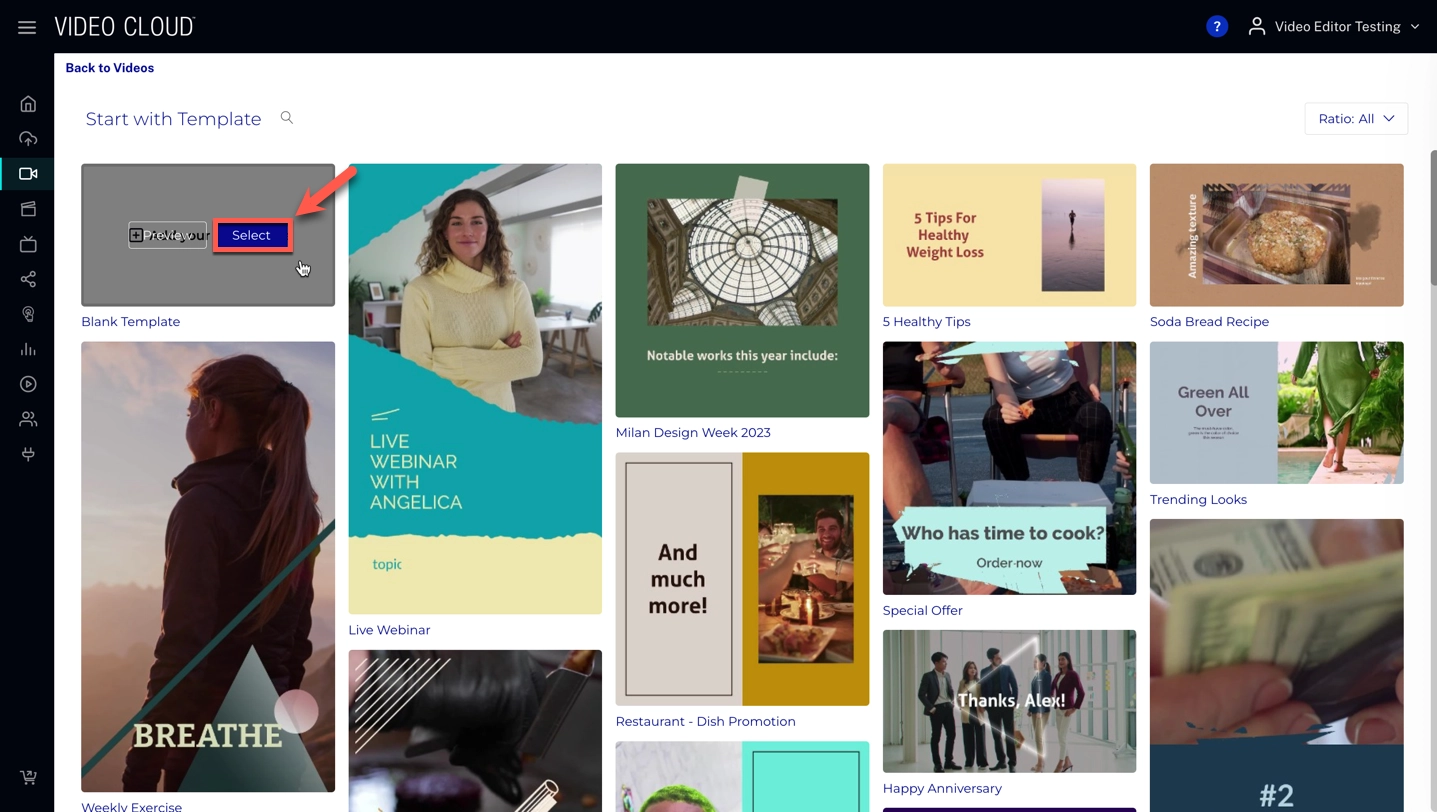 VIDEO CLOUD
?
Video Editor Testing
Back to Videos
Start with Template
Ratio: All
Preview
our
Select
Blank Template
BREATHE
Weekly Exercise
LIVE
WEBINAR
WITH
ANGELICA
topic
Live Webinar
Notable works this year include:
Milan Design Week 2023
And
much
more!
Restaurant - Dish Promotion
5 Tips For
Healthy
Weight Loss
5 Healthy Tips
Who has time to cook?
Order now
Special Offer
Thanks, Alex!
Happy Anniversary
Amazing texture
Soda Bread Recipe
Green All
Over
Trending Looks
#2